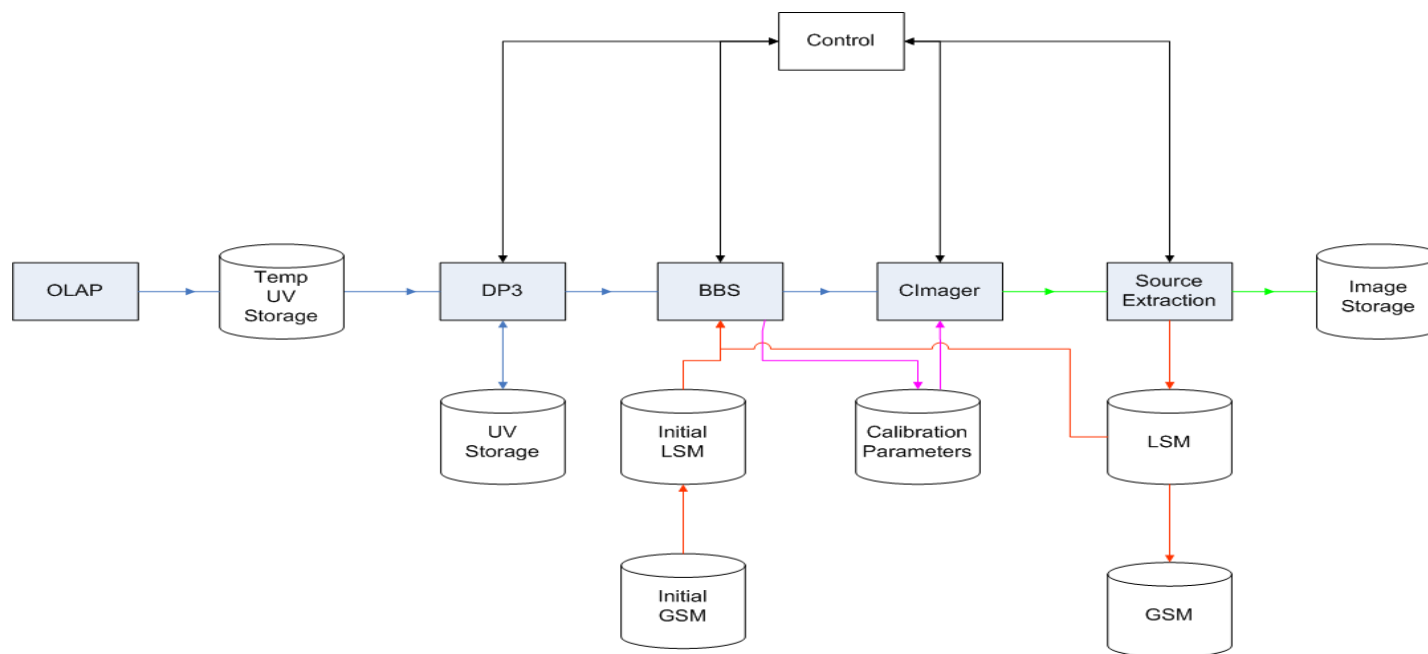 Control
OLAP
Temp
UV
Storage
DP3
BBS
CImager
Source
Extraction
Image
Storage
UV
Storage
Initial
LSM
Calibration
Parameters
LSM
Initial
GSM
GSM